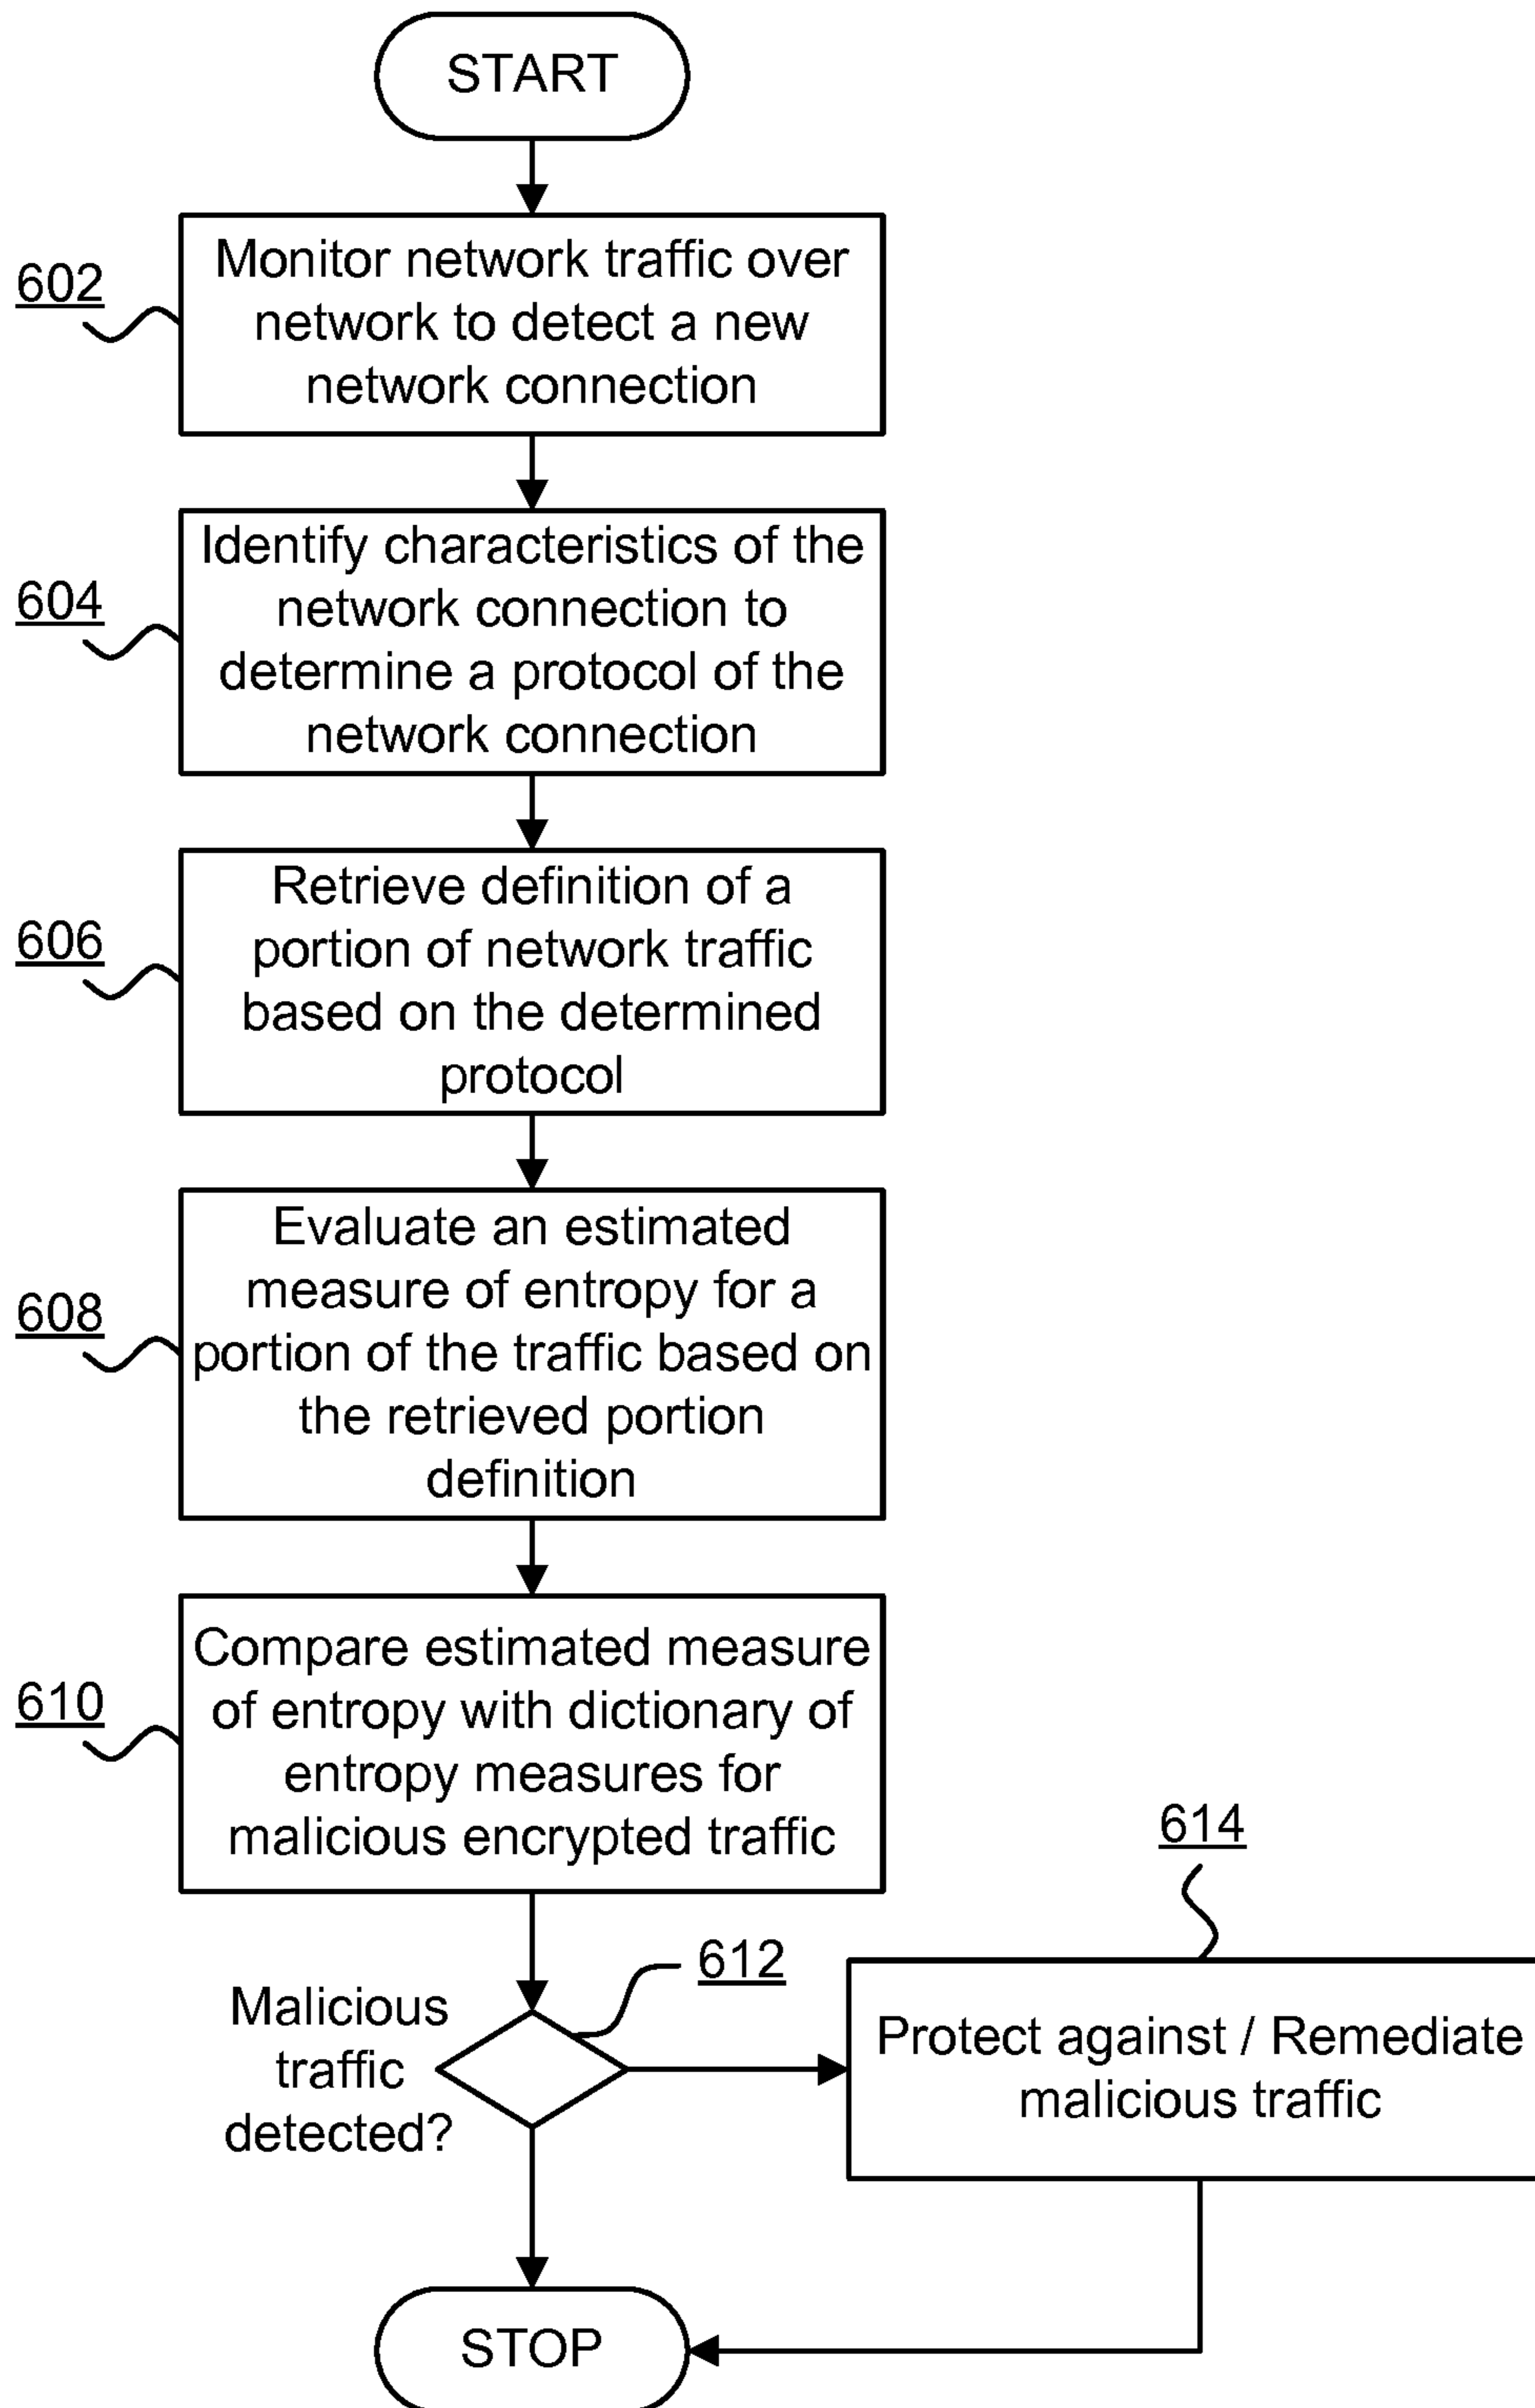 START
602
Monitor network traffic over
network to detect a new
network connection
604
Identify characteristics of the
network connection to
determine a protocol of the
network connection
606
Retrieve definition of a
portion of network traffic
based on the determined
protocol
608
Evaluate an estimated
measure of entropy for a
portion of the traffic based on
the retrieved portion
definition
610
Compare estimated measure
of entropy with dictionary of
entropy measures for
malicious encrypted traffic
612
Malicious
traffic
detected?
614
Protect against / Remediate
malicious traffic
STOP